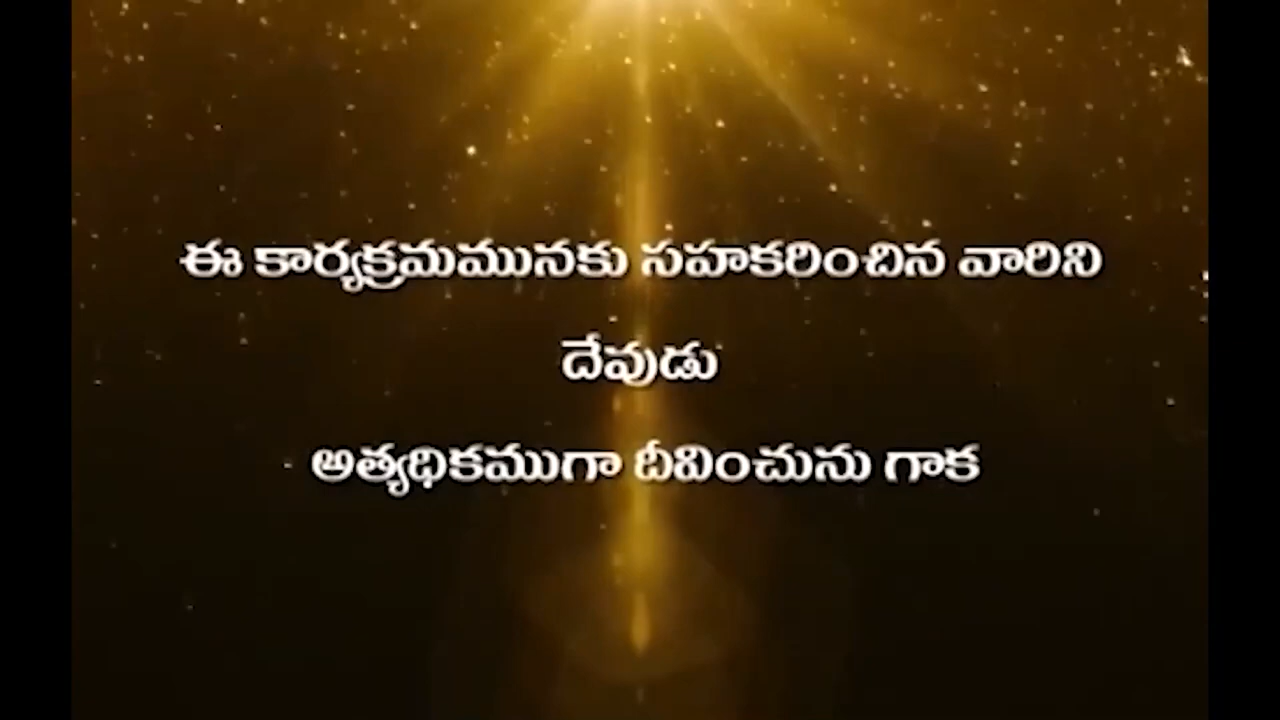 ఈ కార్యక్రమమునకు సహకరించిన వారిని
దేవుడు
అత్యధికముగా దీవించును గాక